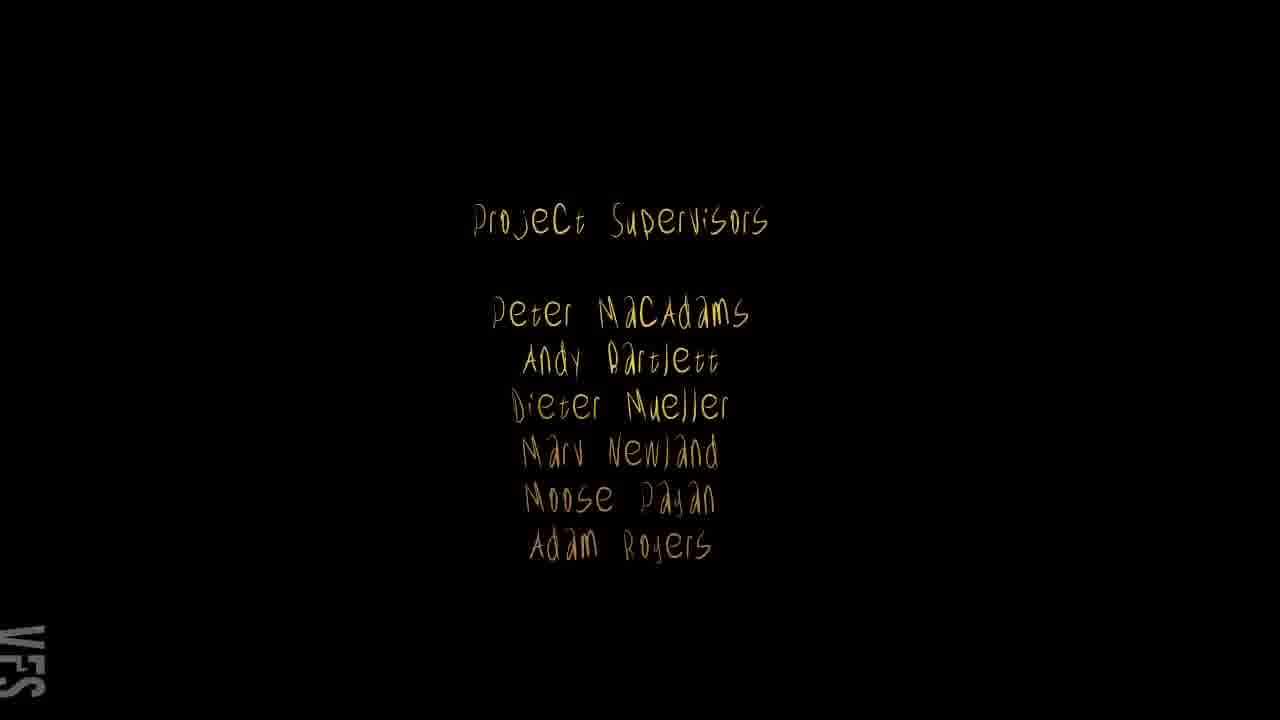 Project Supervisors
Peter MacAdams
Andy Bartlett
Dieter Mueller
Marv Newland
Moose Pagan
Adam Rogers
VFS